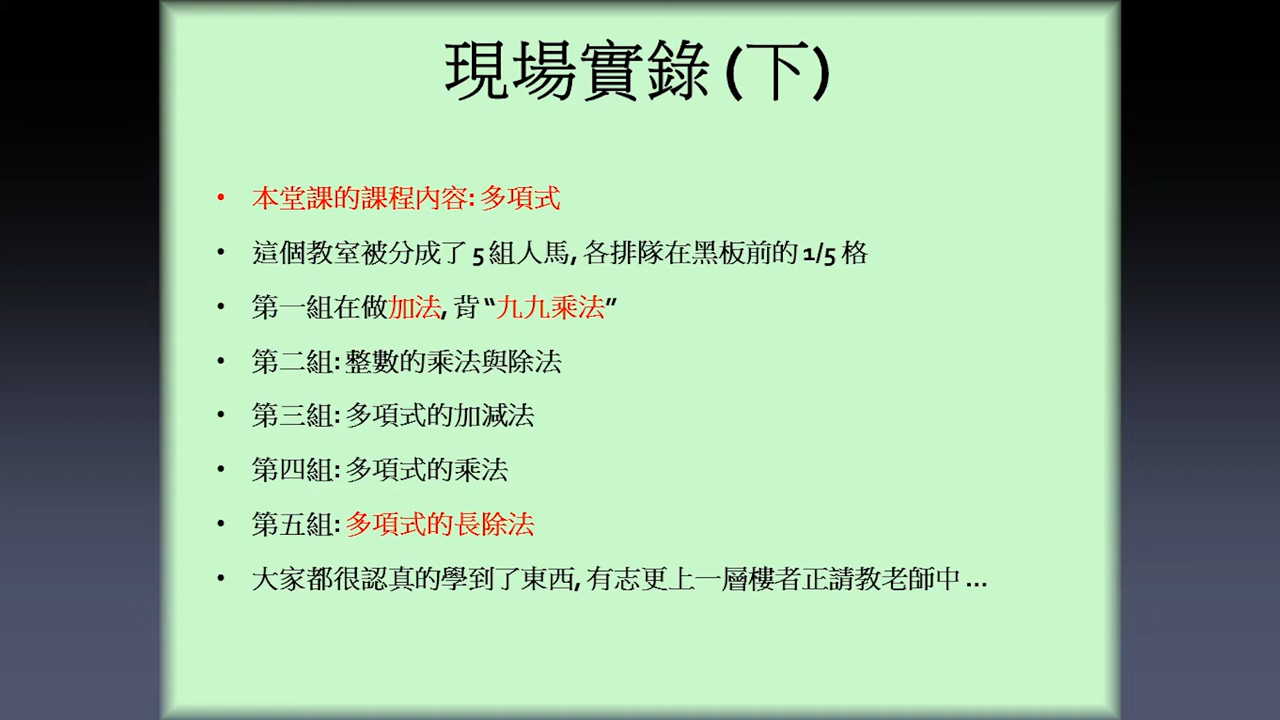 現場實錄 (下)
• 本堂課的課程內容: 多項式
• 這個教室被分成了 5 組人馬, 各排隊在黑板前的 1/5 格
• 第一組在做加法, 背 “九九乘法”
• 第二組: 整數的乘法與除法
• 第三組: 多項式的加減法
• 第四組: 多項式的乘法
• 第五組: 多項式的長除法
• 大家都很認真的學到了東西, 有志更上一層樓者正請教老師中 ...